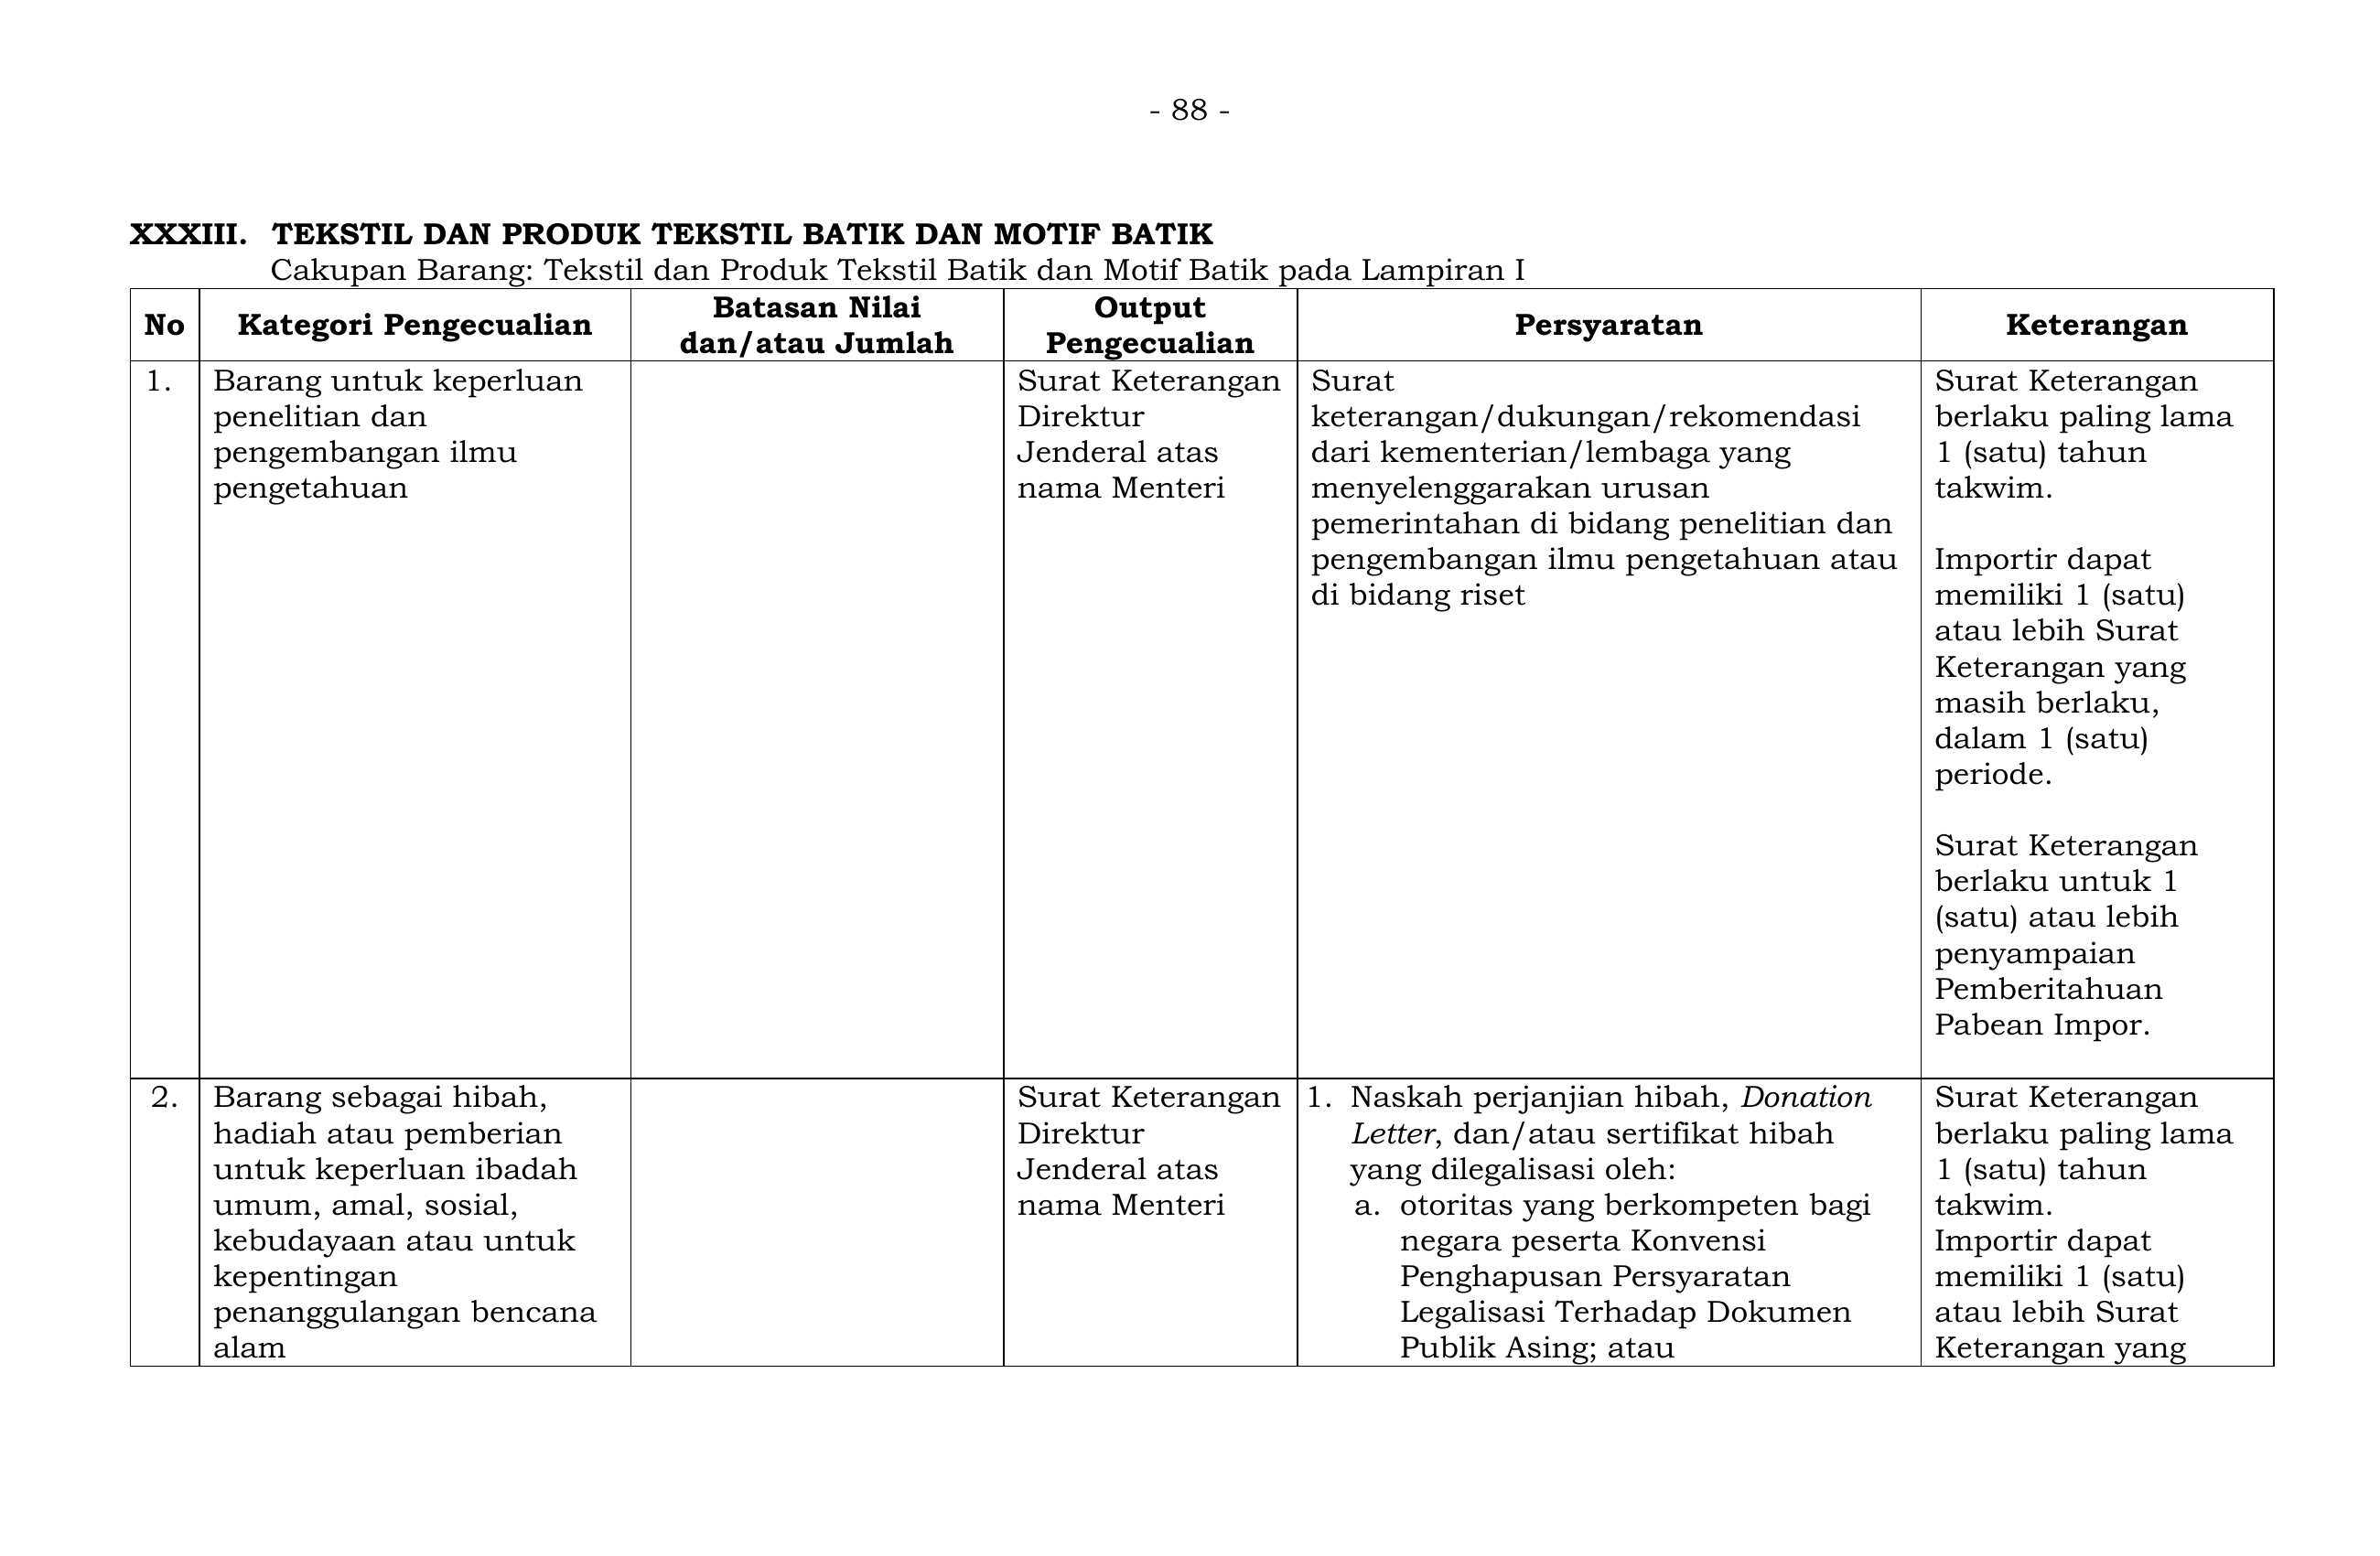 - 88 -
XXXIII. TEKSTIL DAN PRODUK TEKSTIL BATIK DAN MOTIF BATIK
Cakupan Barang: Tekstil dan Produk Tekstil Batik dan Motif Batik pada Lampiran I
No
Kategori Pengecualian
Batasan Nilai
dan/atau Jumlah
Output
Pengecualian
Persyaratan
Keterangan
1.
Barang untuk keperluan
penelitian dan
pengembangan ilmu
pengetahuan
Surat Keterangan
Direktur
Jenderal atas
nama Menteri
Surat
keterangan/dukungan/rekomendasi
dari kementerian/lembaga yang
menyelenggarakan urusan
pemerintahan di bidang penelitian dan
pengembangan ilmu pengetahuan atau
di bidang riset
Surat Keterangan
berlaku paling lama
1 (satu) tahun
takwim.
Importir dapat
memiliki 1 (satu)
atau lebih Surat
Keterangan yang
masih berlaku,
dalam 1 (satu)
periode.
Surat Keterangan
berlaku untuk 1
(satu) atau lebih
penyampaian
Pemberitahuan
Pabean Impor.
2.
Barang sebagai hibah,
hadiah atau pemberian
untuk keperluan ibadah
umum, amal, sosial,
kebudayaan atau untuk
kepentingan
penanggulangan bencana
alam
Surat Keterangan
Direktur
Jenderal atas
nama Menteri
1. Naskah perjanjian hibah, Donation
Letter, dan/atau sertifikat hibah
yang dilegalisasi oleh:
a. otoritas yang berkompeten bagi
negara peserta Konvensi
Penghapusan Persyaratan
Legalisasi Terhadap Dokumen
Publik Asing; atau
Surat Keterangan
berlaku paling lama
1 (satu) tahun
takwim.
Importir dapat
memiliki 1 (satu)
atau lebih Surat
Keterangan yang